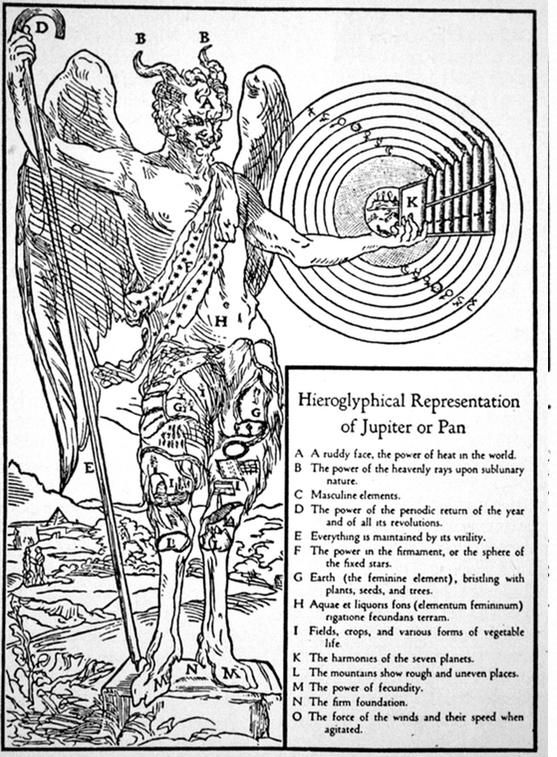 D
B B
A
K
O
F
C
H
G I G
E
I
L
M N M
Hieroglyphical Representation
of Jupiter or Pan
A A ruddy face, the power of heat in the world.
B The power of the heavenly rays upon sublunary
nature.
C Masculine elements.
D The power of the periodic return of the year
and of all its revolutions.
E Everything is maintained by its virility.
F The power in the firmament, or the sphere of
the fixed stars.
G Earth (the feminine element), bristling with
plants, seeds, and trees.
H Aquae et liquoris fons (elementum femininum)
rigatione fecundans terram.
I Fields, crops, and various forms of vegetable
life.
K The harmonies of the seven planets.
L The mountains show rough and uneven places.
M The power of fecundity.
N The firm foundation.
O The force of the winds and their speed when
agitated.